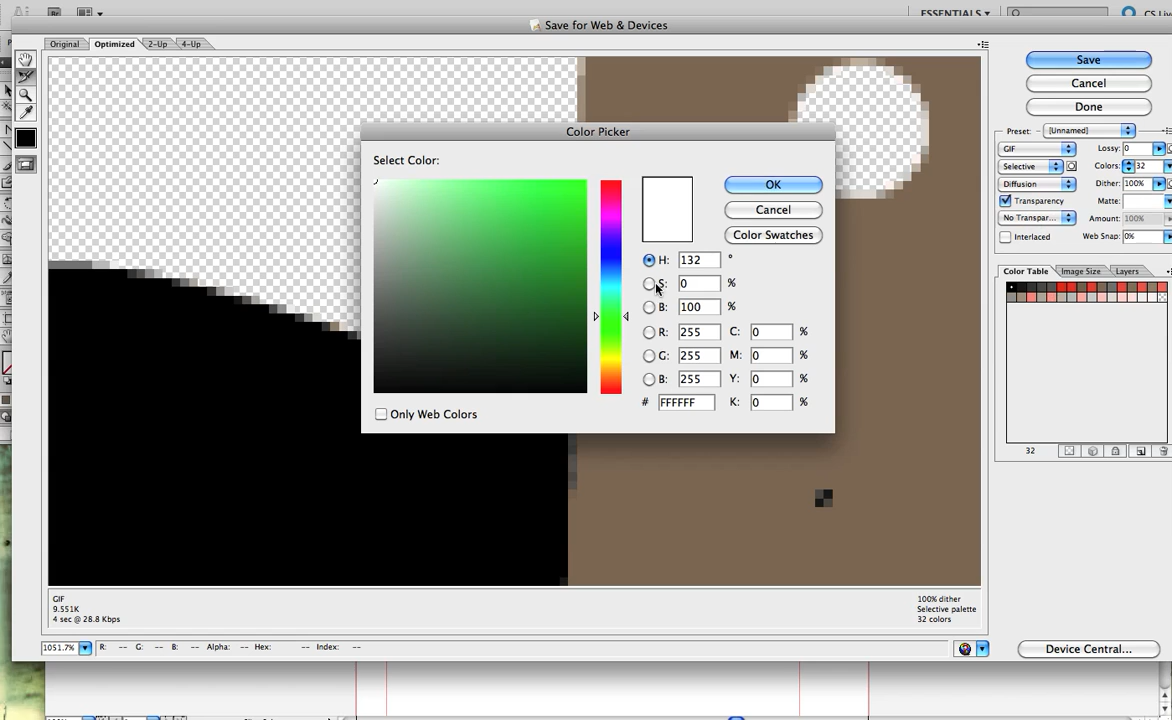 Br
ESSENTIALS
CS Live
Save for Web & Devices
Original Optimized 2-Up 4-Up
Save
Cancel
Done
Preset: [Unnamed]
GIF Lossy: 0
Selective Colors: 32
Diffusion Dither: 100%
Transparency Matte:
No Transpar... Amount: 100%
Interlaced Web Snap: 0%
Color Table Image Size Layers
32
Color Picker
Select Color:
OK
Cancel
Color Swatches
H: 132 °
S: 0 %
B: 100 %
R: 255 C: 0 %
G: 255 M: 0 %
B: 255 Y: 0 %
# FFFFFF K: 0 %
Only Web Colors
GIF
9.551K
4 sec @ 28.8 Kbps
100% dither
Selective palette
32 colors
1051.7% R: -- G: -- B: -- Alpha: -- Hex: -- Index: --
Device Central...